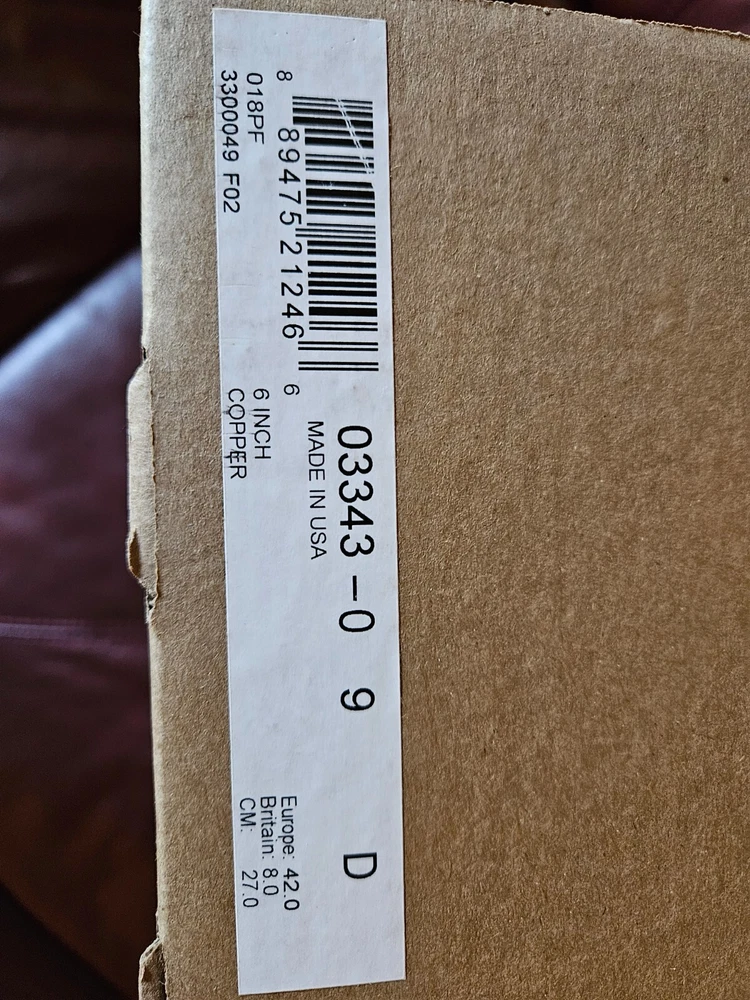 03343-0 9 D
MADE IN USA
8 89475 21246 6
6 INCH
COPPER
018PF
3300049 F02
Europe: 42.0
Britain: 8.0
CM: 27.0